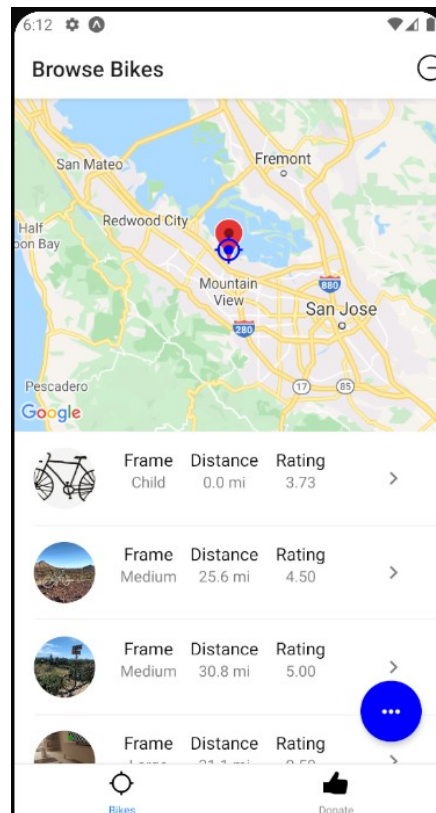 6:12
Browse Bikes
San Mateo
Fremont
Redwood City
Half
oon Bay
Mountain
View
880
San Jose
280
Pescadero
17
85
Google
Frame Distance Rating
Child 0.0 mi 3.73
Frame Distance Rating
Medium 25.6 mi 4.50
Frame Distance Rating
Medium 30.8 mi 5.00
Frame Distance Rating
Bikes Donate